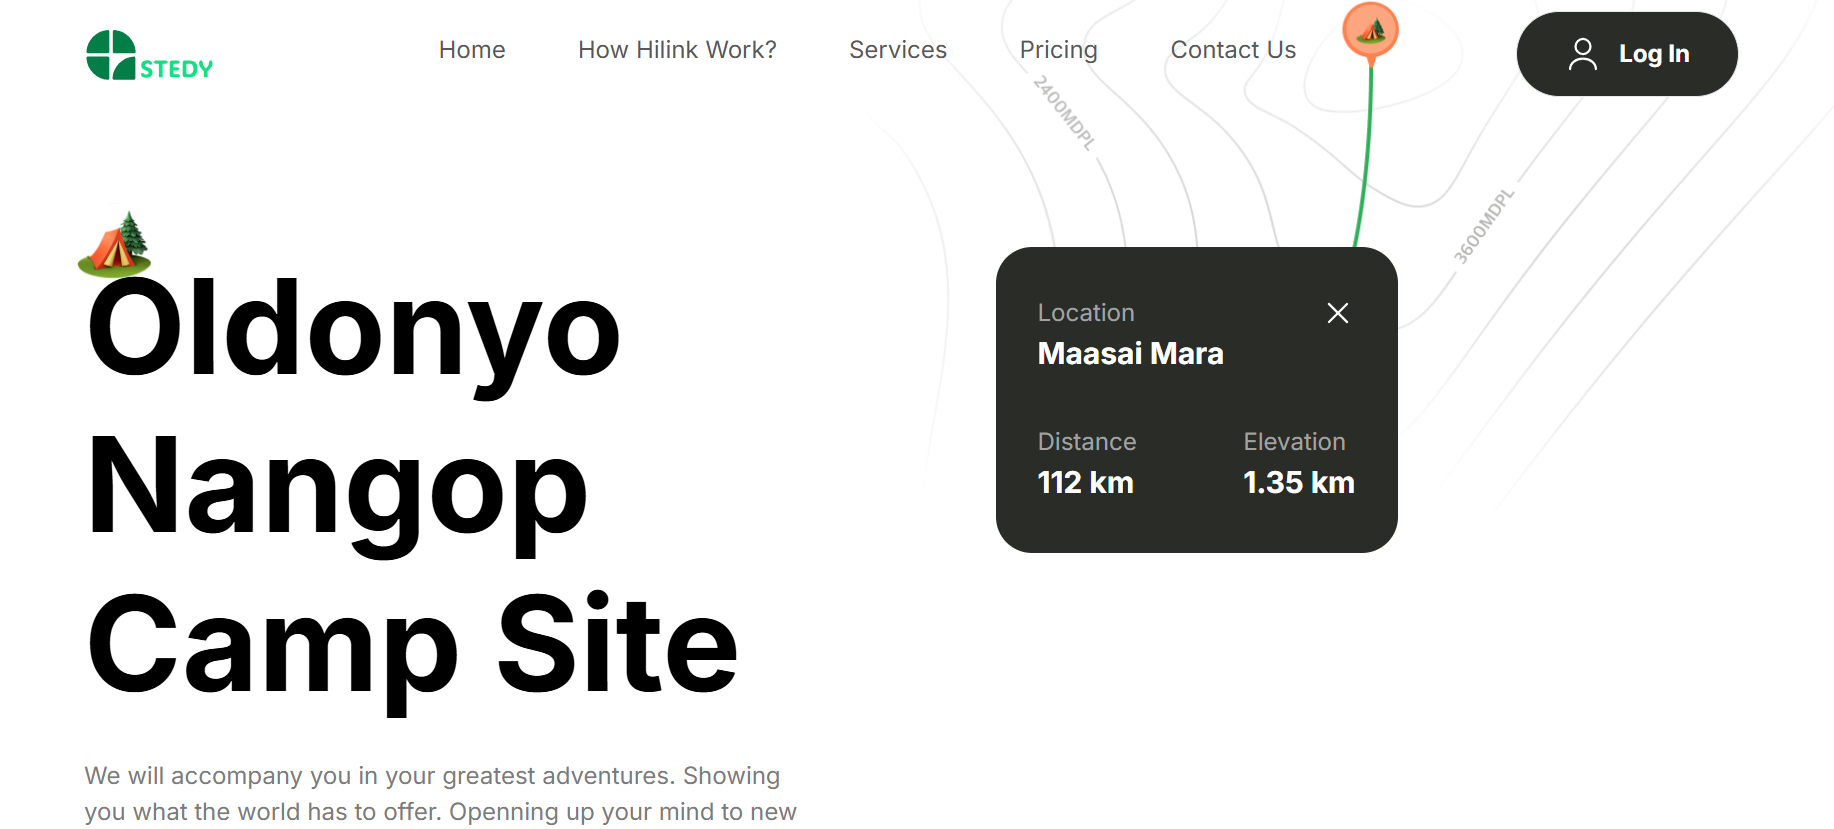 STEDY
Home
How Hilink Work?
Services
Pricing
Contact Us
Log In
2400MDPL
3600MDPL
Oldonyo
Nangop
Camp Site
We will accompany you in your greatest adventures. Showing
you what the world has to offer. Openning up your mind to new
Location
Maasai Mara
Distance
112 km
Elevation
1.35 km